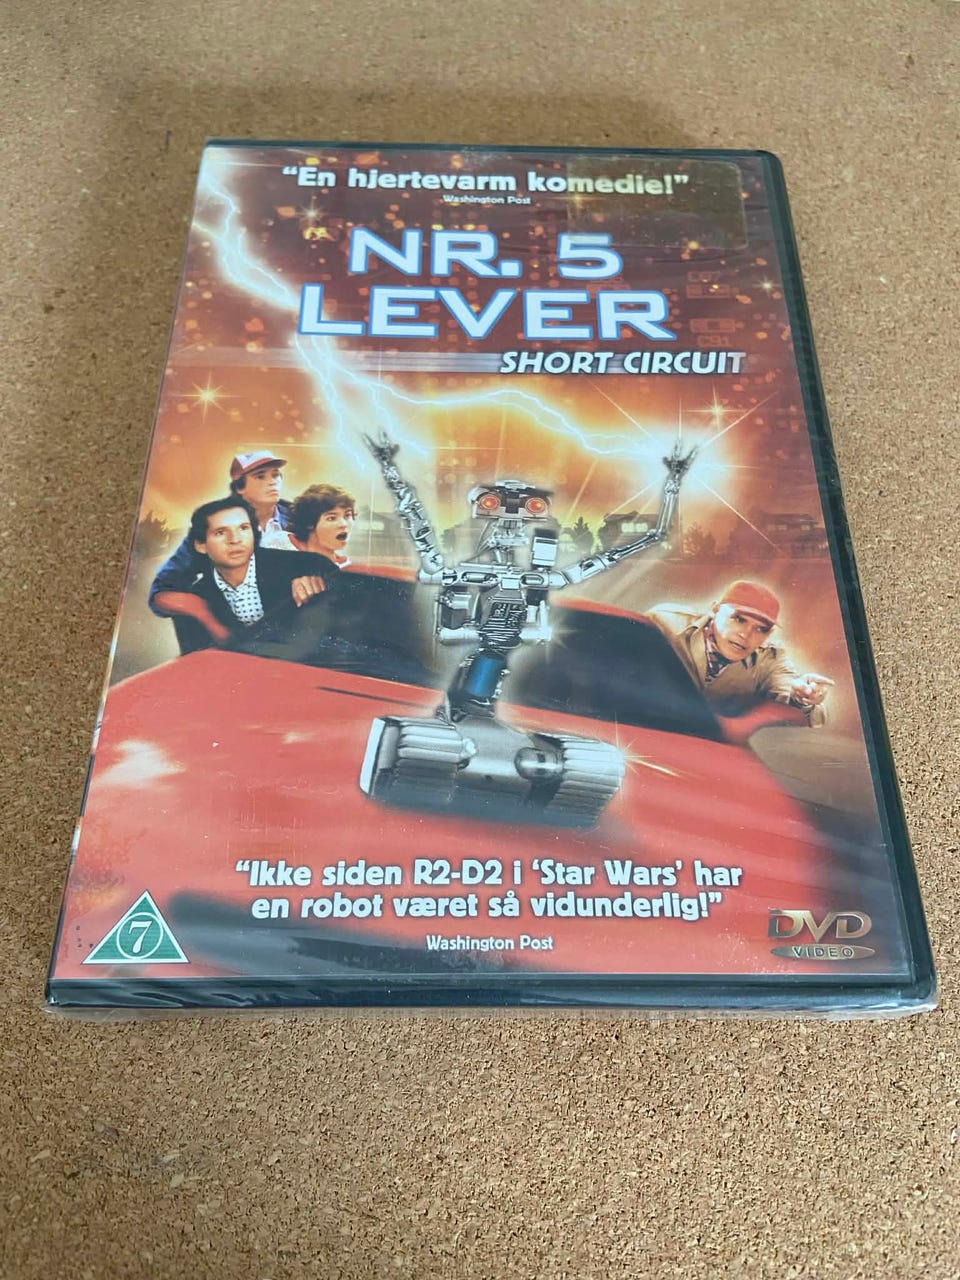 “En hjertevarm komedie!”
Washington Post
NR. 5
LEVER
SHORT CIRCUIT
“Ikke siden R2-D2 i ‘Star Wars’ har
en robot været så vidunderlig!”
Washington Post
7
DVD
VIDEO